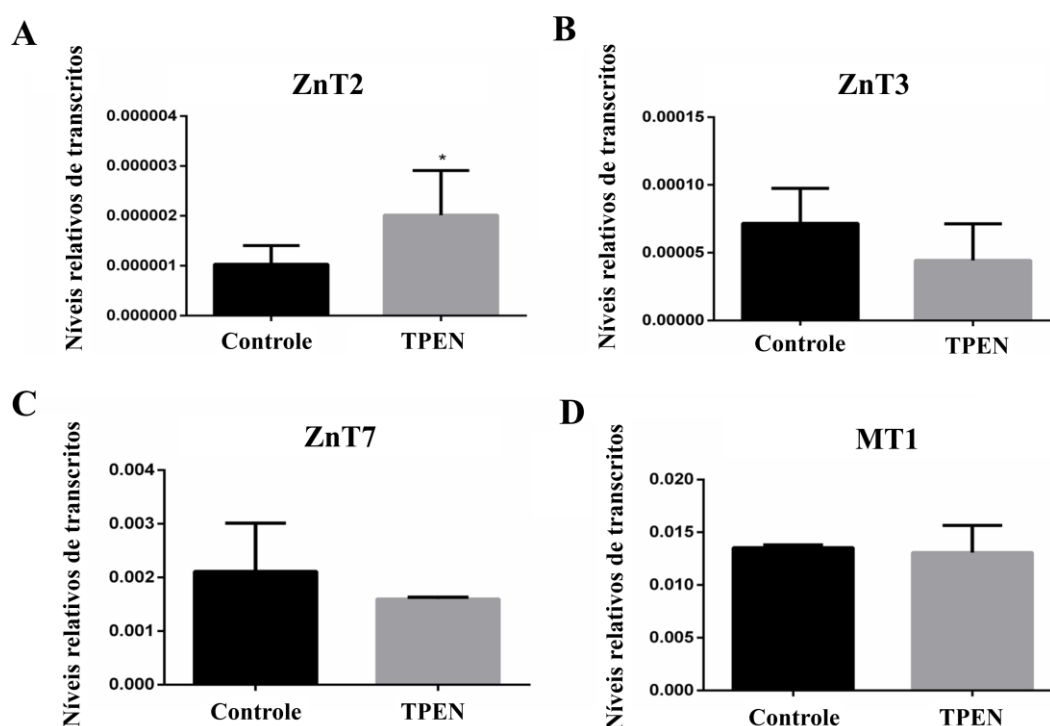 A
ZnT2
Níveis relativos de transcritos
0.000004
0.000003
0.000002
0.000001
0.000000
*
Controle
TPEN
B
ZnT3
Níveis relativos de transcritos
0.00015
0.00010
0.00005
0.00000
Controle
TPEN
C
ZnT7
Níveis relativos de transcritos
0.004
0.003
0.002
0.001
0.000
Controle
TPEN
D
MT1
Níveis relativos de transcritos
0.020
0.015
0.010
0.005
0.000
Controle
TPEN